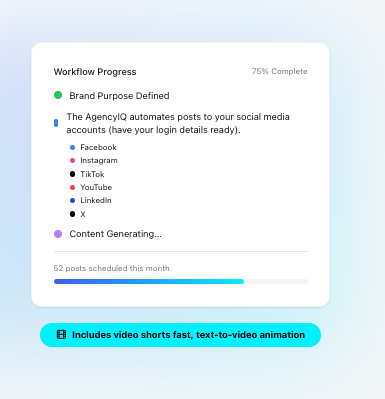 Workflow Progress
75% Complete
Brand Purpose Defined
The AgencyIQ automates posts to your social media
accounts (have your login details ready).
Facebook
Instagram
TikTok
YouTube
LinkedIn
X
Content Generating...
52 posts scheduled this month
Includes video shorts fast, text-to-video animation